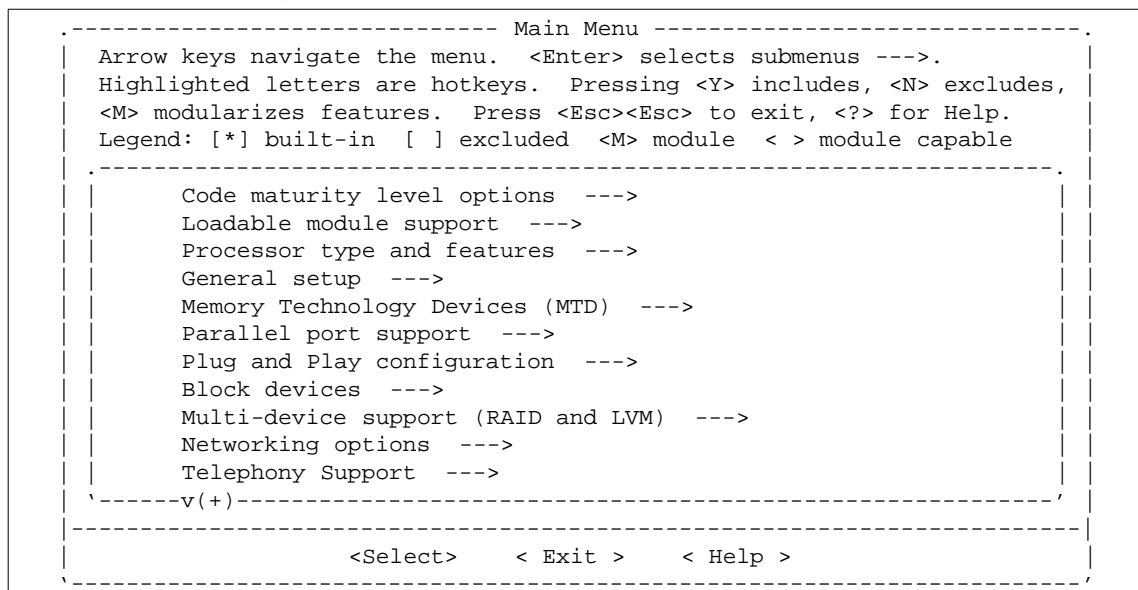 Main Menu
Arrow keys navigate the menu. <Enter> selects submenus --->.
Highlighted letters are hotkeys. Pressing <Y> includes, <N> excludes,
<M> modularizes features. Press <Esc><Esc> to exit, <?> for Help.
Legend: [*] built-in [ ] excluded <M> module < > module capable
Code maturity level options --->
Loadable module support --->
Processor type and features --->
General setup --->
Memory Technology Devices (MTD) --->
Parallel port support --->
Plug and Play configuration --->
Block devices --->
Multi-device support (RAID and LVM) --->
Networking options --->
Telephony Support --->
v(+)
<Select> < Exit > < Help >